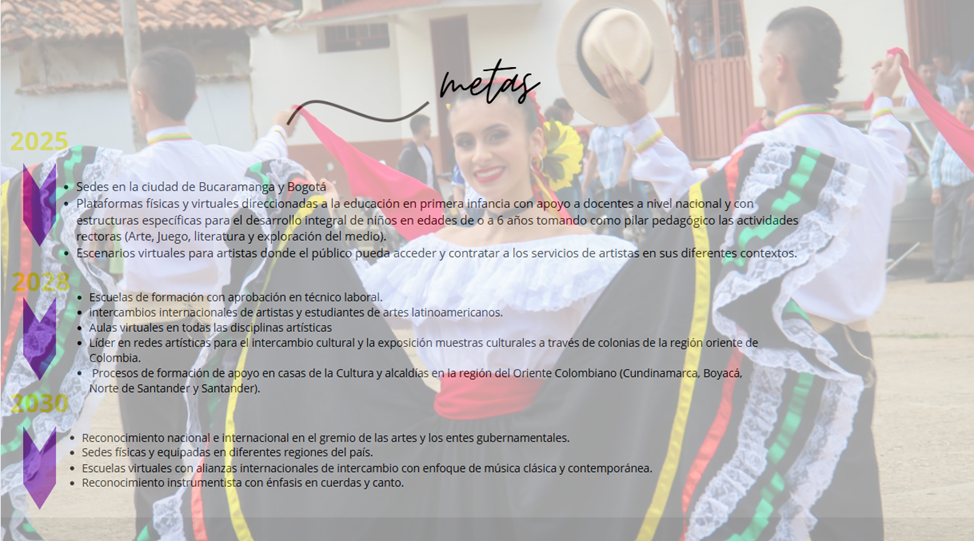 metas
2025
Sedes en la ciudad de Bucaramanga y Bogotá
Plataformas físicas y virtuales direccionadas a la educación en primera infancia con apoyo a docentes a nivel nacional y con
estructuras específicas para el desarrollo integral de niños en edades de 0 a 6 años tomando como pilar pedagógico las actividades
rectoras (Arte, Juego, literatura y exploración del medio).
Escenarios virtuales para artistas donde el público pueda acceder y contratar a los servicios de artistas en sus diferentes contextos.
2028
Escuelas de formación con aprobación en técnico laboral.
intercambios internacionales de artistas y estudiantes de artes latinoamericanos.
Aulas virtuales en todas las disciplinas artísticas
Líder en redes artísticas para el intercambio cultural y la exposición muestras culturales a través de colonias de la región oriente de
Colombia.
Procesos de formación de apoyo en casas de la Cultura y alcaldías en la región del Oriente Colombiano (Cundinamarca, Boyacá,
Norte de Santander y Santander).
2030
Reconocimiento nacional e internacional en el gremio de las artes y los entes gubernamentales.
Sedes físicas y equipadas en diferentes regiones del país.
Escuelas virtuales con alianzas internacionales de intercambio con enfoque de música clásica y contemporánea.
Reconocimiento instrumentista con énfasis en cuerdas y canto.